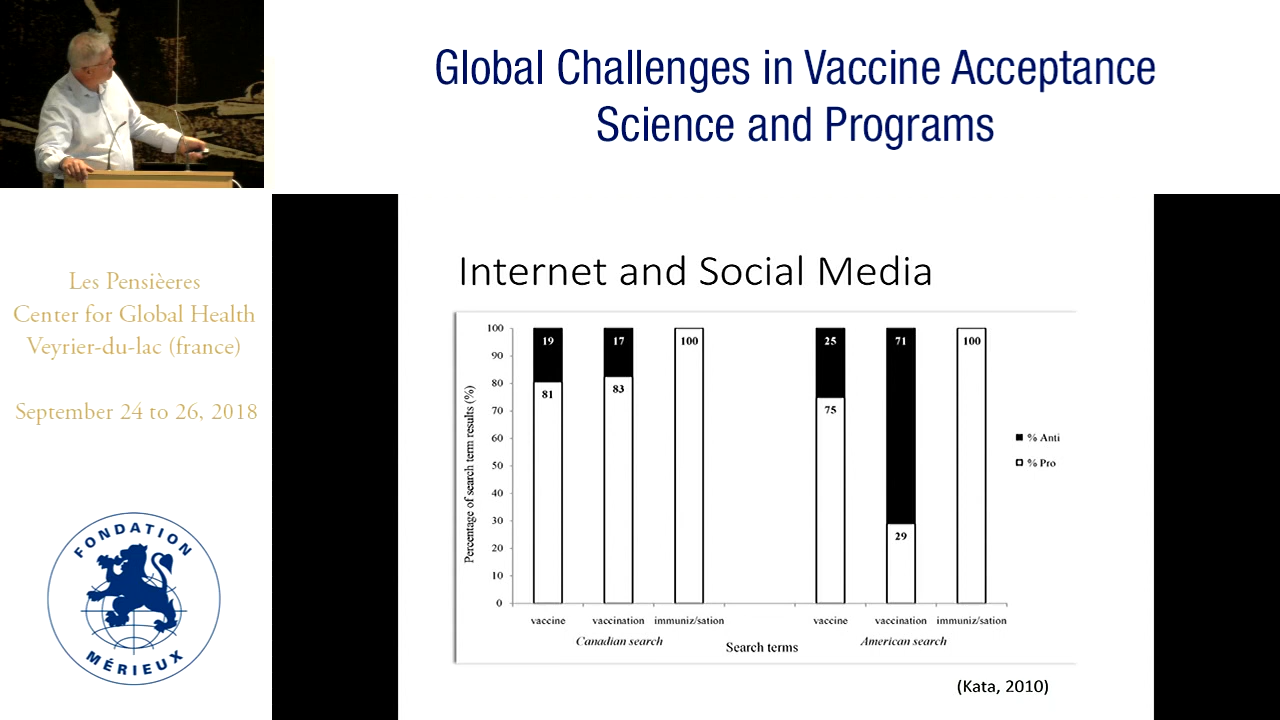 Global Challenges in Vaccine Acceptance
Science and Programs
Les Pensièeres
Center for Global Health
Veyrier-du-lac (france)
September 24 to 26, 2018
FONDATION
MÉRIEUX
Internet and Social Media
Percentage of search term results (%)
100
90
80
70
60
50
40
30
20
10
0
19
81
17
83
100
25
75
71
29
100
% Anti
% Pro
vaccine vaccination immuniz/sation vaccine vaccination immuniz/sation
Canadian search American search
Search terms
(Kata, 2010)